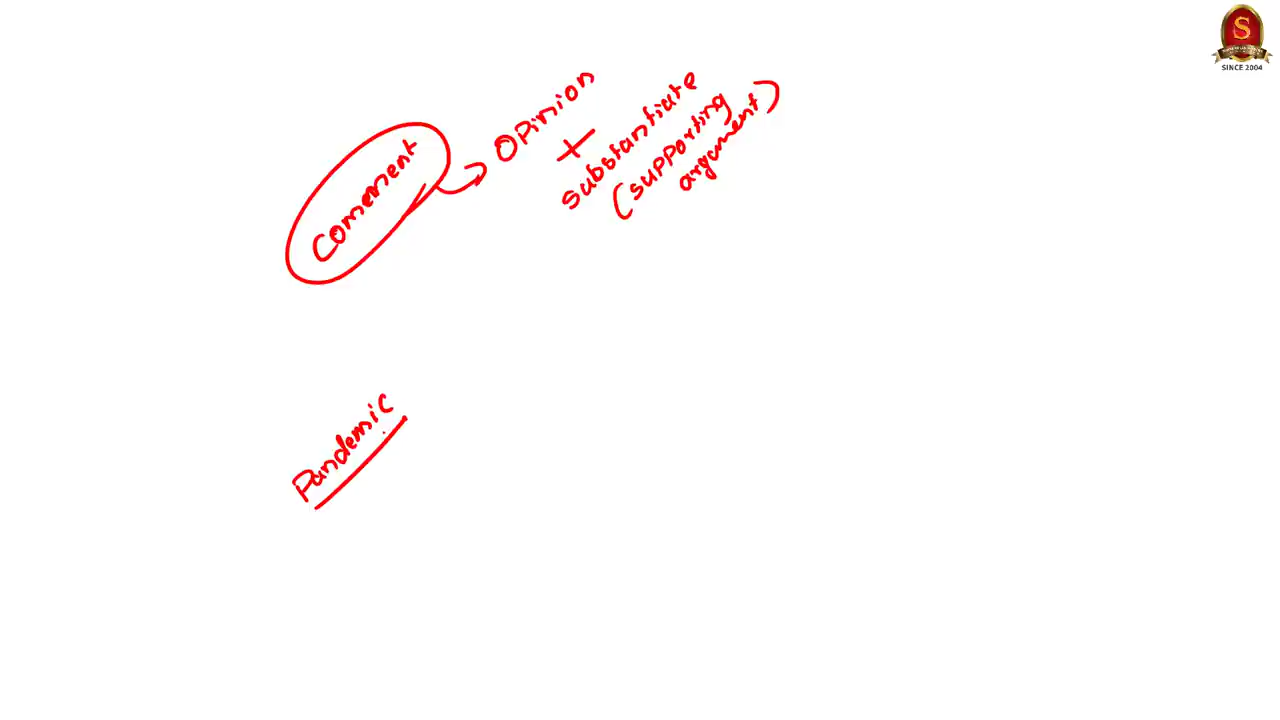 Comment
Opinion
+
substantiate
(supporting
argument)
Pandemic
S
SINCE 2004